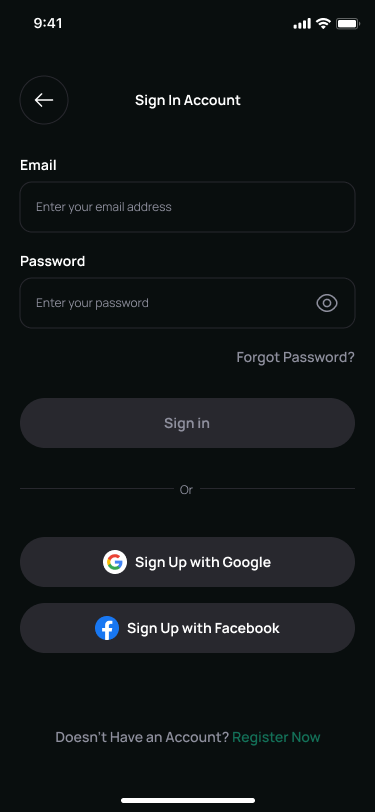 9:41
Sign In Account
Email
Enter your email address
Password
Enter your password
Forgot Password?
Sign in
Or
Sign Up with Google
Sign Up with Facebook
Doesn't Have an Account? Register Now